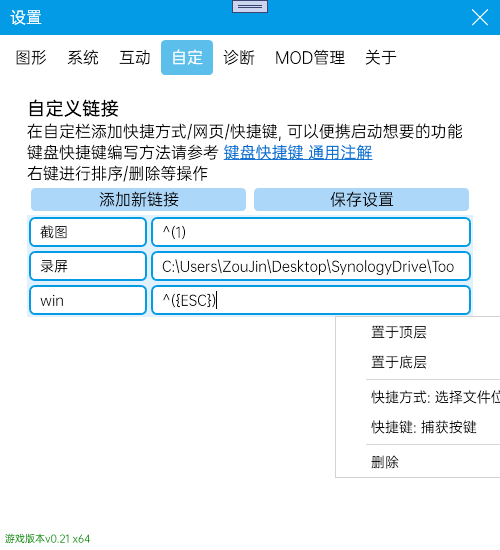 设置
图形 系统 互动 自定 诊断 MOD管理 关于
自定义链接
在自定栏添加快捷方式/网页/快捷键, 可以便携启动想要的功能
键盘快捷键编写方法请参考 键盘快捷键 通用注解
右键进行排序/删除等操作
添加新链接 保存设置
截图 ^(1)
录屏 C:\Users\ZouJin\Desktop\SynologyDrive\Too
win ^({ESC})
置于顶层
置于底层
快捷方式: 选择文件位
快捷键: 捕获按键
删除
游戏版本v0.21 x64